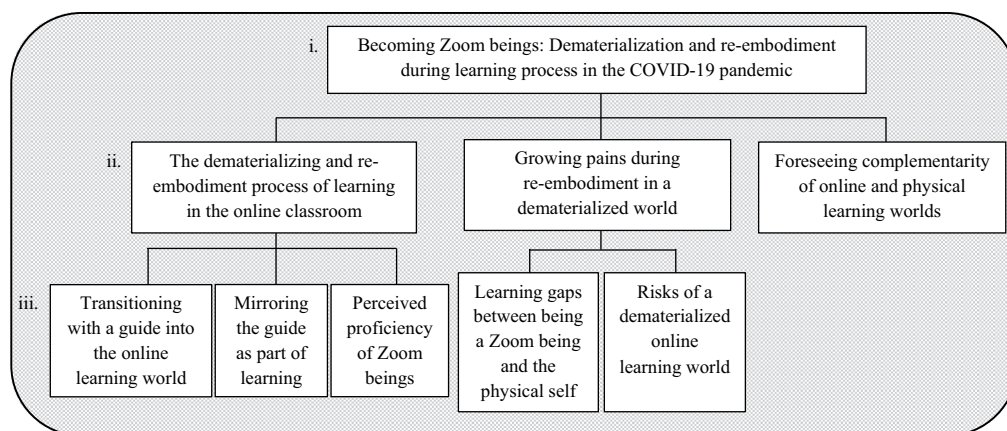 i.
Becoming Zoom beings: Dematerialization and re-embodiment
during learning process in the COVID-19 pandemic
ii.
The dematerializing and re-
embodiment process of learning
in the online classroom
Growing pains during
re-embodiment in a
dematerialized world
Foreseeing complementarity
of online and physical
learning worlds
iii.
Transitioning
with a guide into
the online
learning world
Mirroring
the guide
as part of
learning
Perceived
proficiency
of Zoom
beings
Learning gaps
between being
a Zoom being
and the
physical self
Risks of a
dematerialized
online
learning world